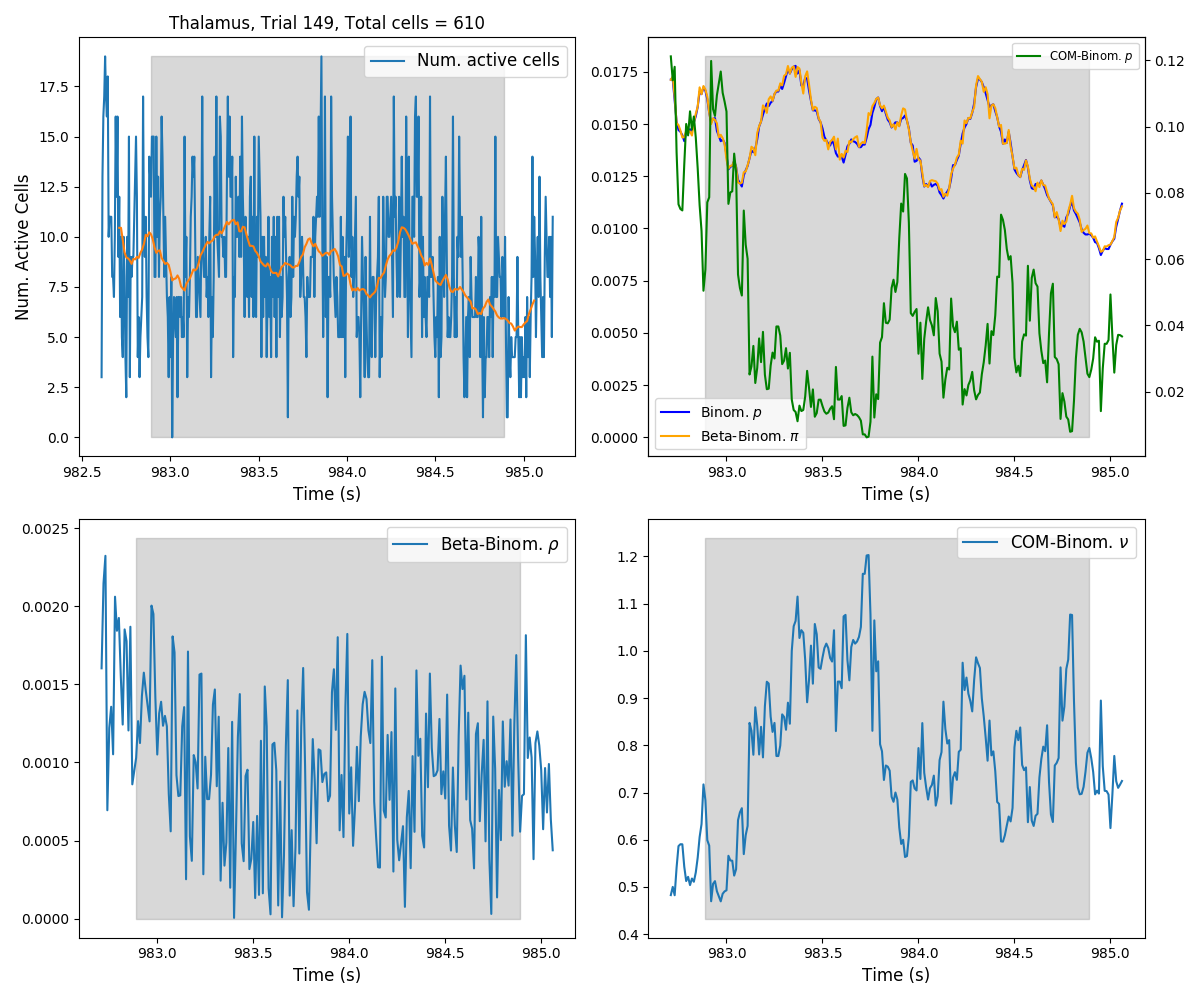 Thalamus, Trial 149, Total cells = 610
Num. active cells
Num. Active Cells
17.5
15.0
12.5
10.0
7.5
5.0
2.5
0.0
982.5 983.0 983.5 984.0 984.5 985.0
Time (s)
COM-Binom. p
0.0175
0.0150
0.0125
0.0100
0.0075
0.0050
0.0025
0.0000
0.12
0.10
0.08
0.06
0.04
0.02
Binom. p
Beta-Binom. π
983.0 983.5 984.0 984.5 985.0
Time (s)
Beta-Binom. ρ
0.0025
0.0020
0.0015
0.0010
0.0005
0.0000
983.0 983.5 984.0 984.5 985.0
Time (s)
COM-Binom. ν
1.2
1.1
1.0
0.9
0.8
0.7
0.6
0.5
0.4
983.0 983.5 984.0 984.5 985.0
Time (s)